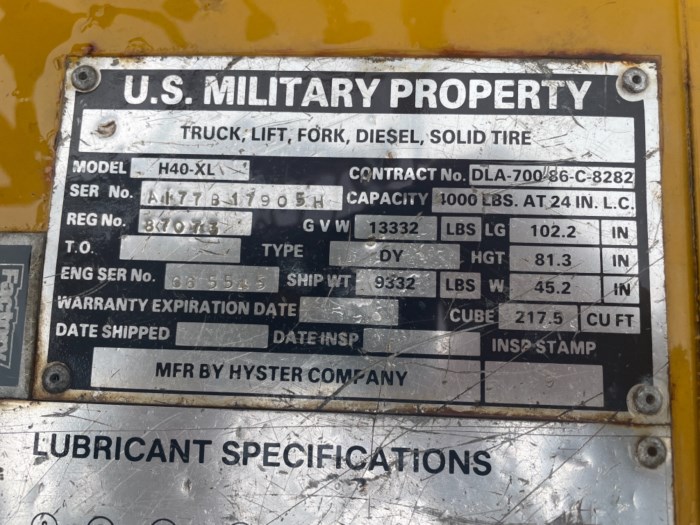 U.S. MILITARY PROPERTY
TRUCK, LIFT, FORK, DIESEL, SOLID TIRE
MODEL H40-XL CONTRACT No. DLA-700-86-C-8282
SER No. A177B17905H CAPACITY 4000 LBS. AT 24 IN. L.C.
REG No. GVW 13332 LBS LG 102.2 IN
T.O. TYPE DY HGT 81.3 IN
ENG SER No. SHIP WT 9332 LBS W 45.2 IN
WARRANTY EXPIRATION DATE CUBE 217.5 CU FT
DATE SHIPPED DATE INSP INSP STAMP
MFR BY HYSTER COMPANY
Factory
LUBRICANT SPECIFICATIONS